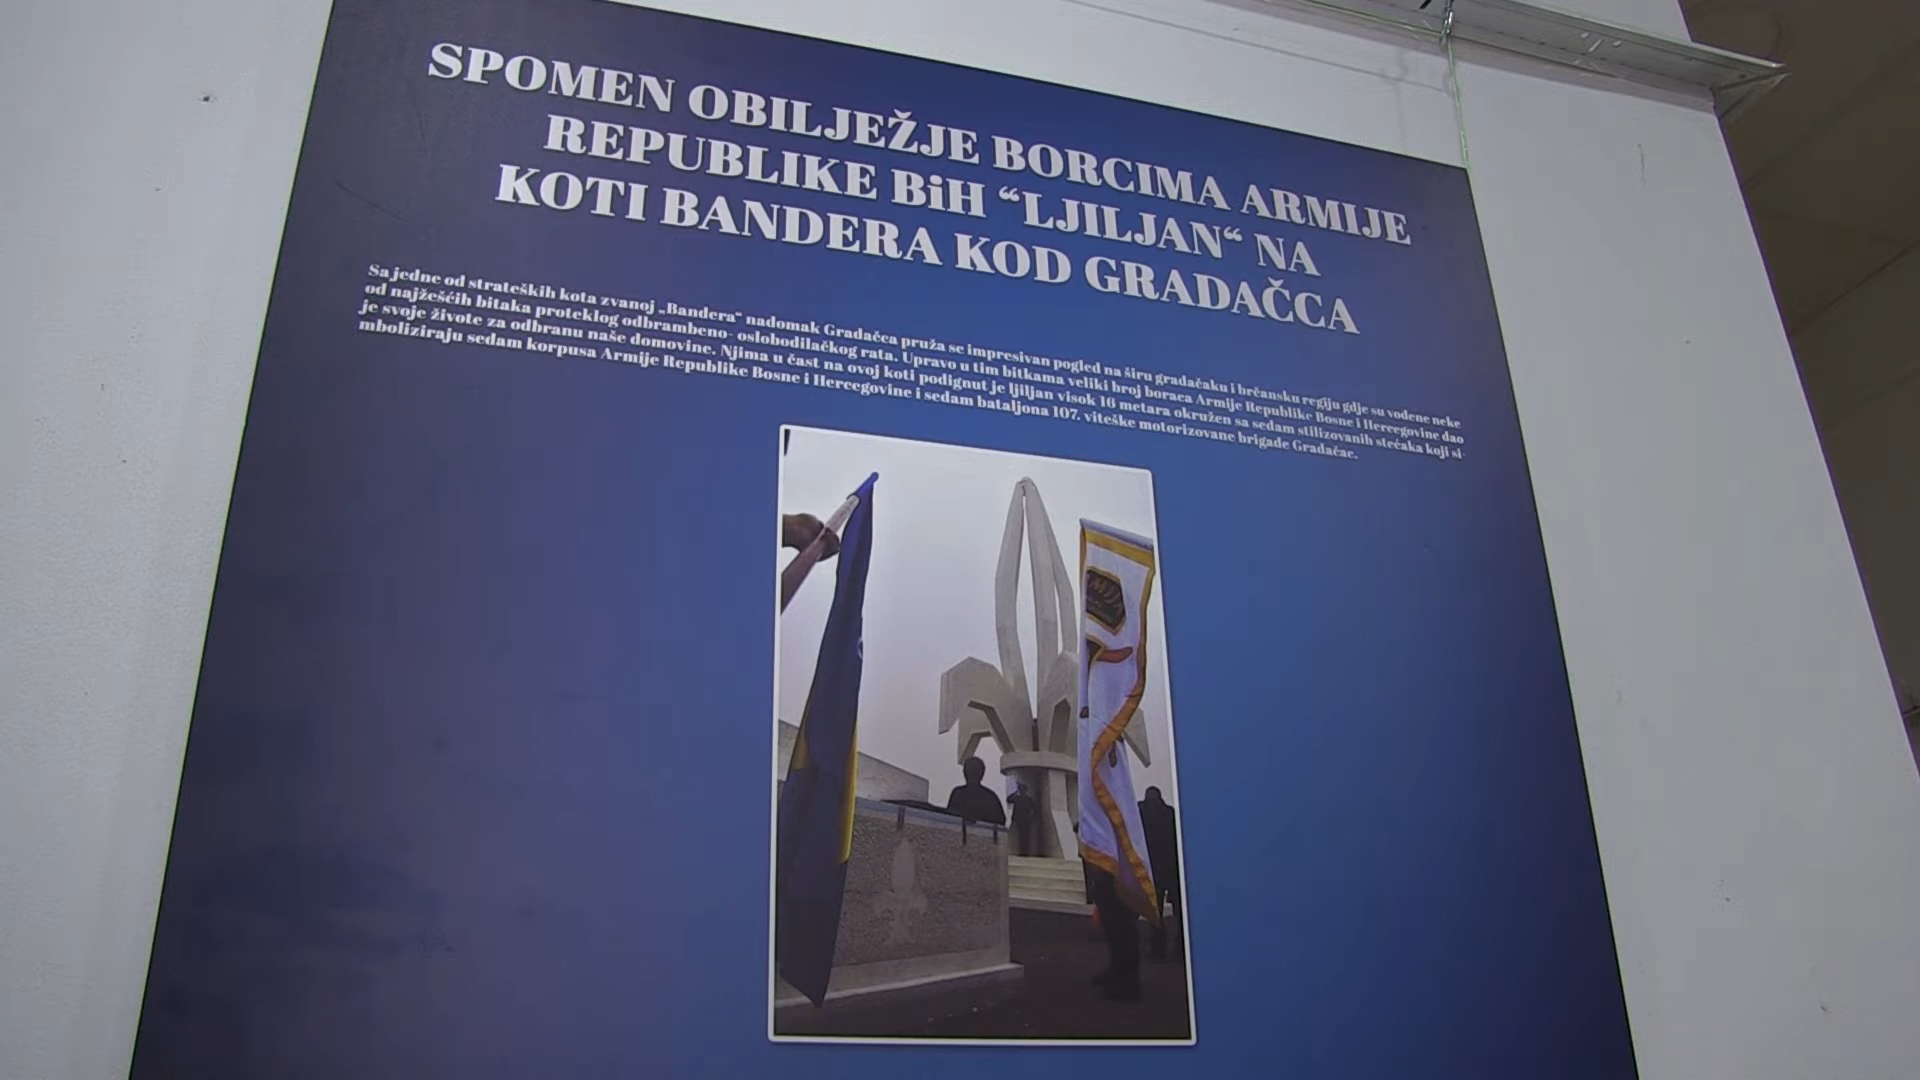 SPOMEN OBILJEŽJE BORCIMA ARMIJE
REPUBLIKE BiH “LJILJAN“ NA
KOTI BANDERA KOD GRADAČCA
Sa jedne od strateških kota zvanoj „Bandera“ nadomak Gradačca pruža se impresivan pogled na širu gradačaku i brčansku regiju gdje su vođene neke
od najžešćih bitaka proteklog odbrambeno- oslobodilačkog rata. Upravo u tim bitkama veliki broj boraca Armije Republike Bosne i Hercegovine dao
je svoje živote za odbranu naše domovine. Njima u čast na ovoj koti podignut je ljiljan visok 16 metara okružen sa sedam stilizovanih stećaka koji si-
mboliziraju sedam korpusa Armije Republike Bosne i Hercegovine i sedam bataljona 107. viteške motorizovane brigade Gradačac.